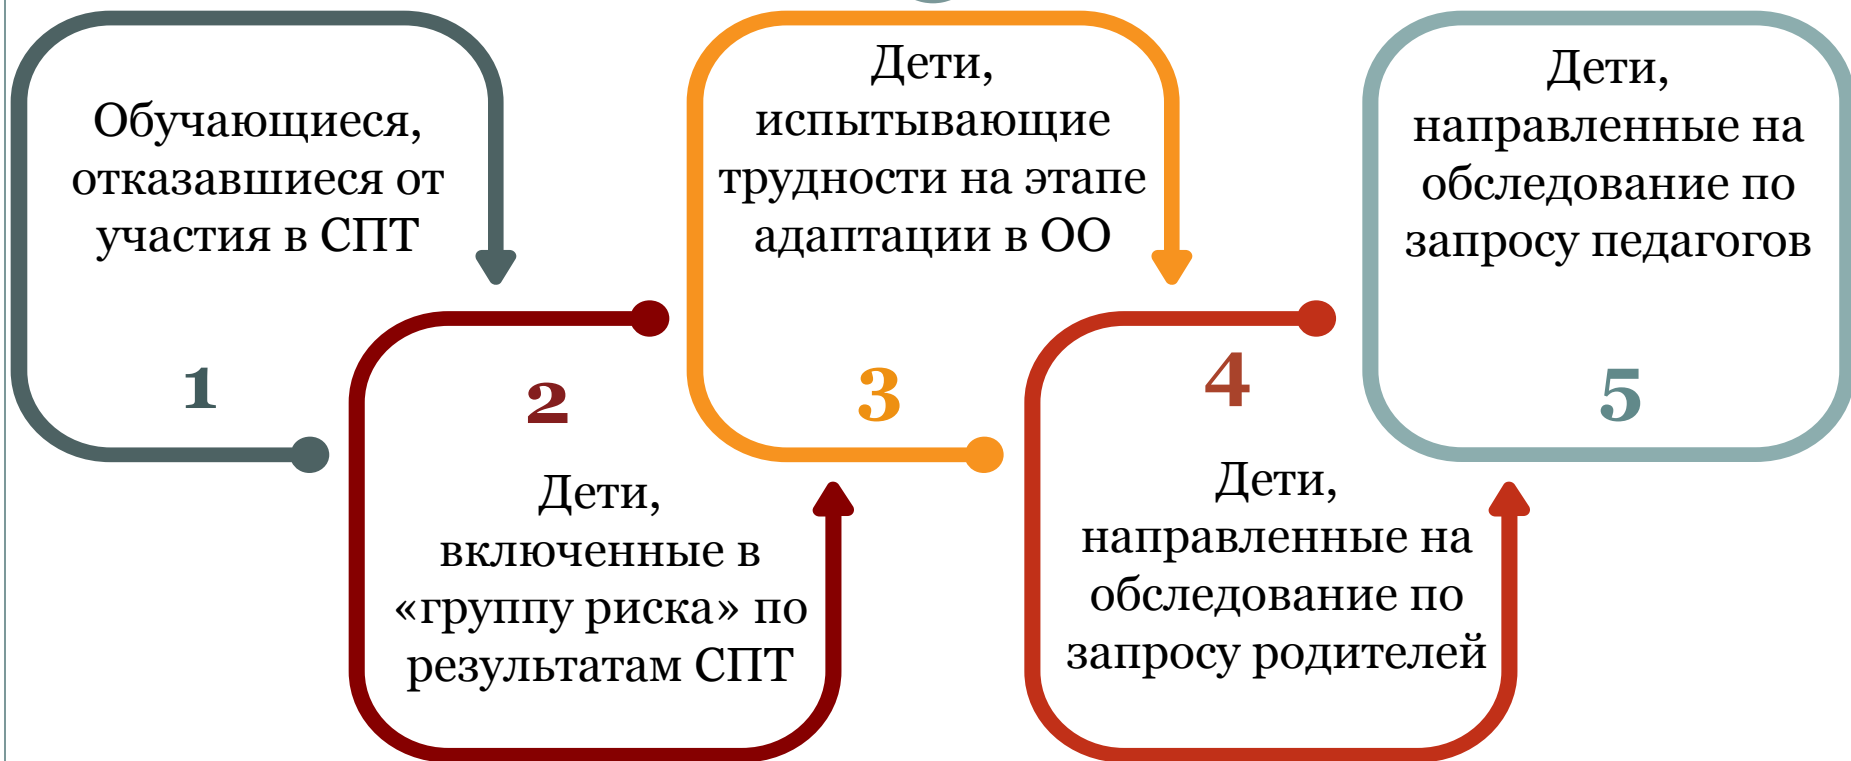 Обучающиеся,
отказавшиеся от
участия в СПТ
1
2
Дети,
включенные в
«группу риска» по
результатам СПТ
Дети,
испытывающие
трудности на этапе
адаптации в ОО
3
4
Дети,
направленные на
обследование по
запросу родителей
Дети,
направленные на
обследование по
запросу педагогов
5